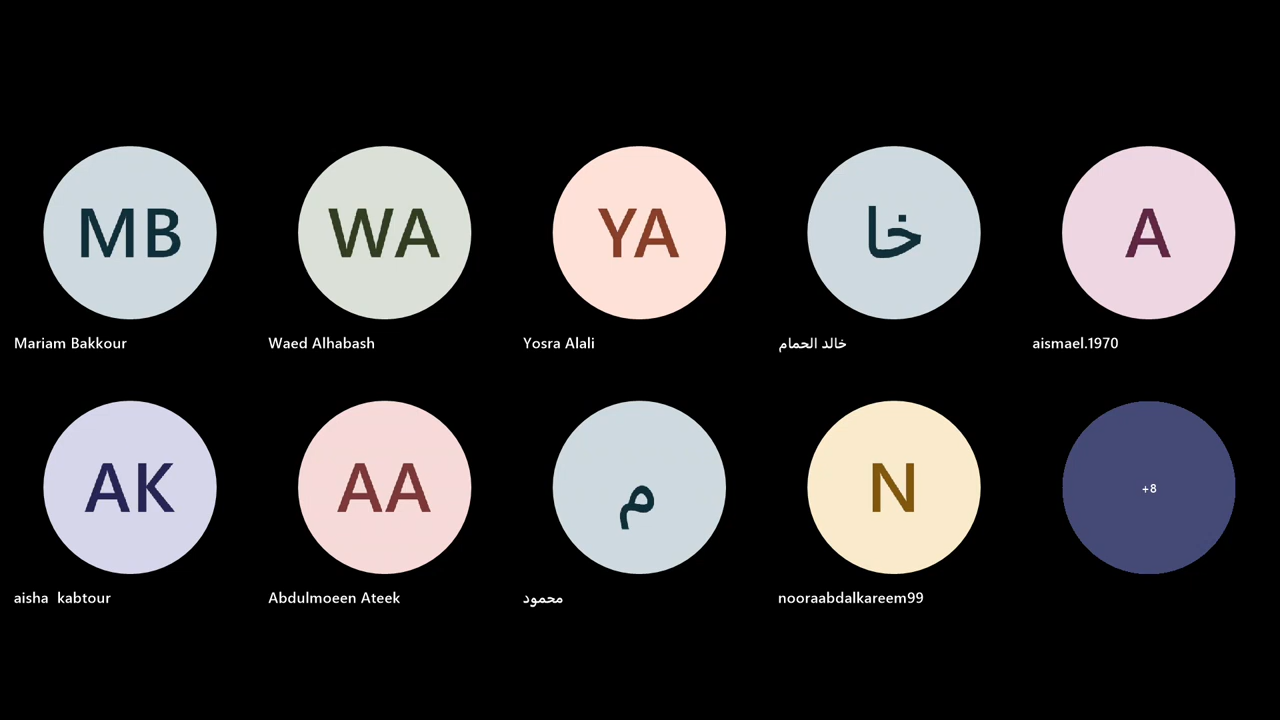 MB
WA
YA
خا
A
Mariam Bakkour
Waed Alhabash
Yosra Alali
خالد الحمام
aismael.1970
AK
AA
م
N
+8
aisha  kabtour
Abdulmoeen Ateek
محمود
nooraabdalkareem99